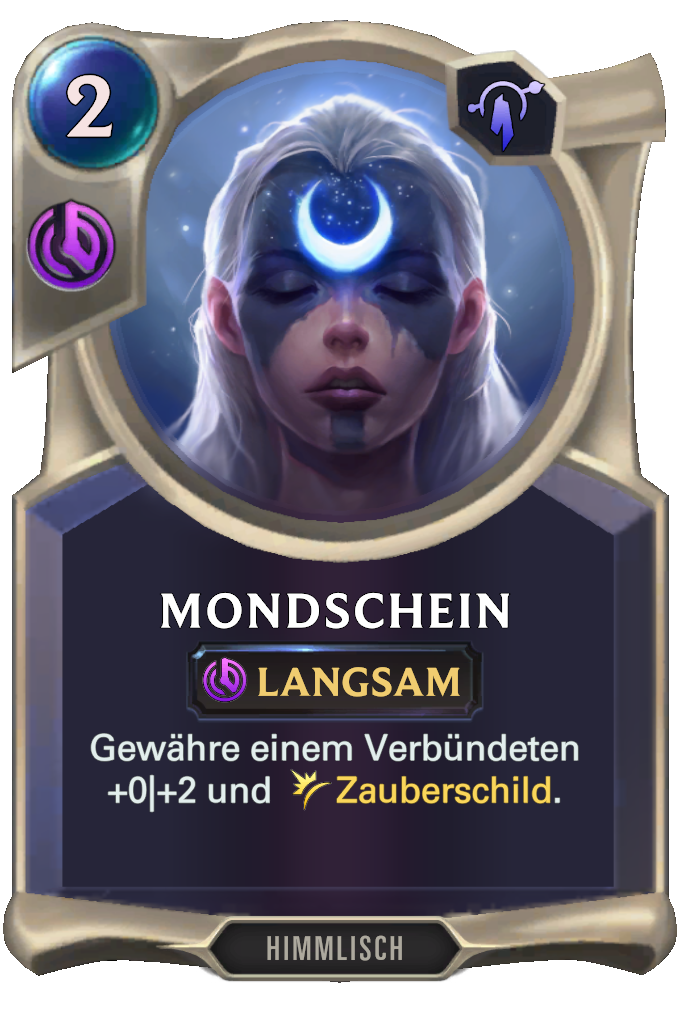 2
MONDSCHEIN
LANGSAM
Gewähre einem Verbündeten
+0|+2 und Zauberschild.
HIMMLISCH